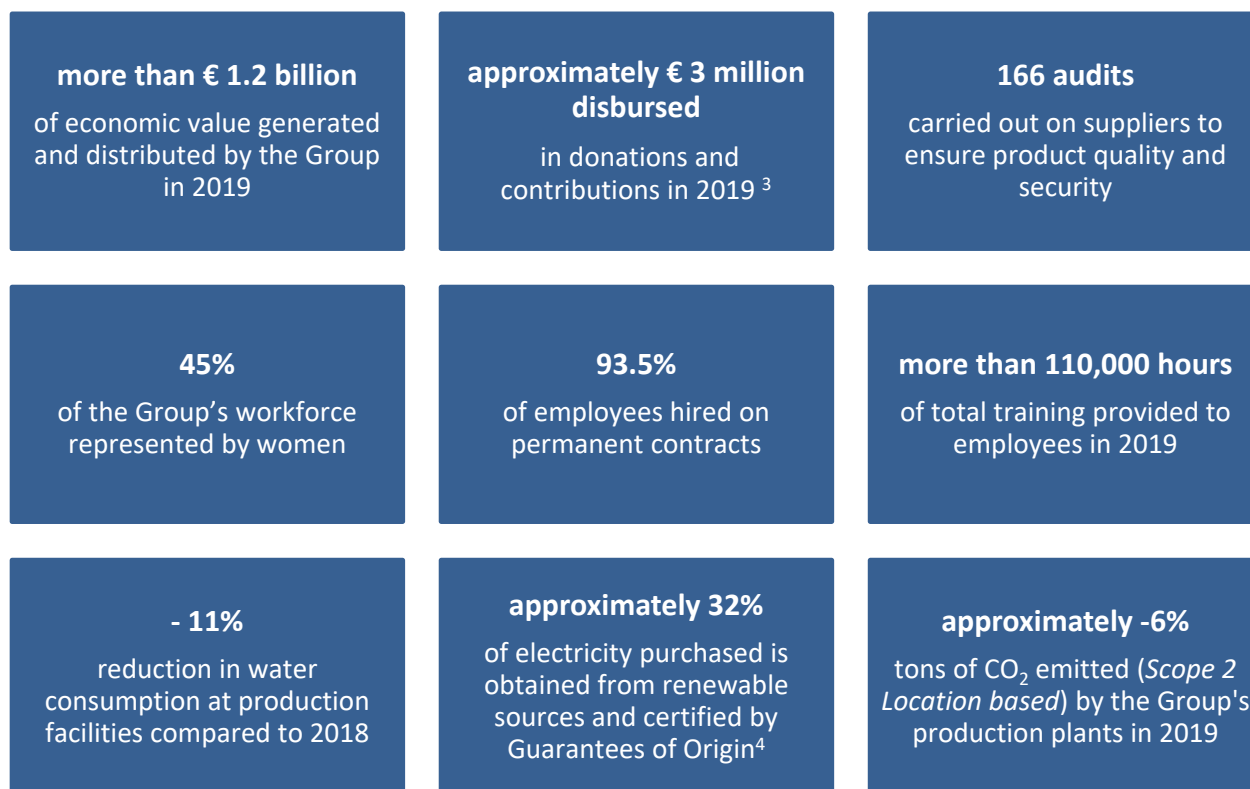 more than € 1.2 billion
of economic value generated
and distributed by the Group
in 2019
approximately € 3 million
disbursed
in donations and
contributions in 2019 ³
166 audits
carried out on suppliers to
ensure product quality and
security
45%
of the Group’s workforce
represented by women
93.5%
of employees hired on
permanent contracts
more than 110,000 hours
of total training provided to
employees in 2019
- 11%
reduction in water
consumption at production
facilities compared to 2018
approximately 32%
of electricity purchased is
obtained from renewable
sources and certified by
Guarantees of Origin⁴
approximately -6%
tons of CO₂ emitted (Scope 2
Location based) by the Group's
production plants in 2019